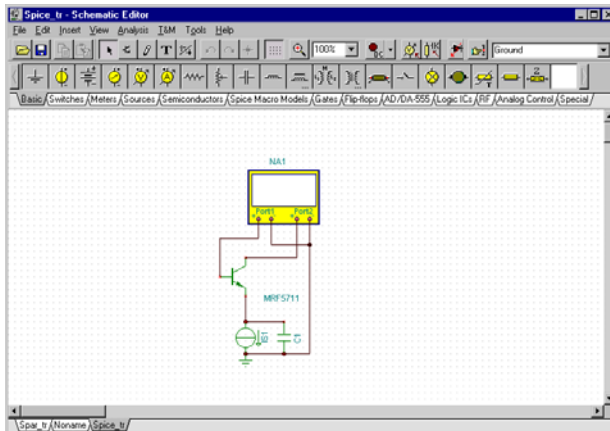 Spice_tr - Schematic Editor
File Edit Insert View Analysis T&M Tools Help
100% Ground
Basic Switches Meters Sources Semiconductors Spice Macro Models Gates Flip-flops AD/DA-555 Logic ICs RF Analog Control Special
NA1
Port1 Port2
MRF5711
IS1 C1
Spar_tr Noname Spice_tr